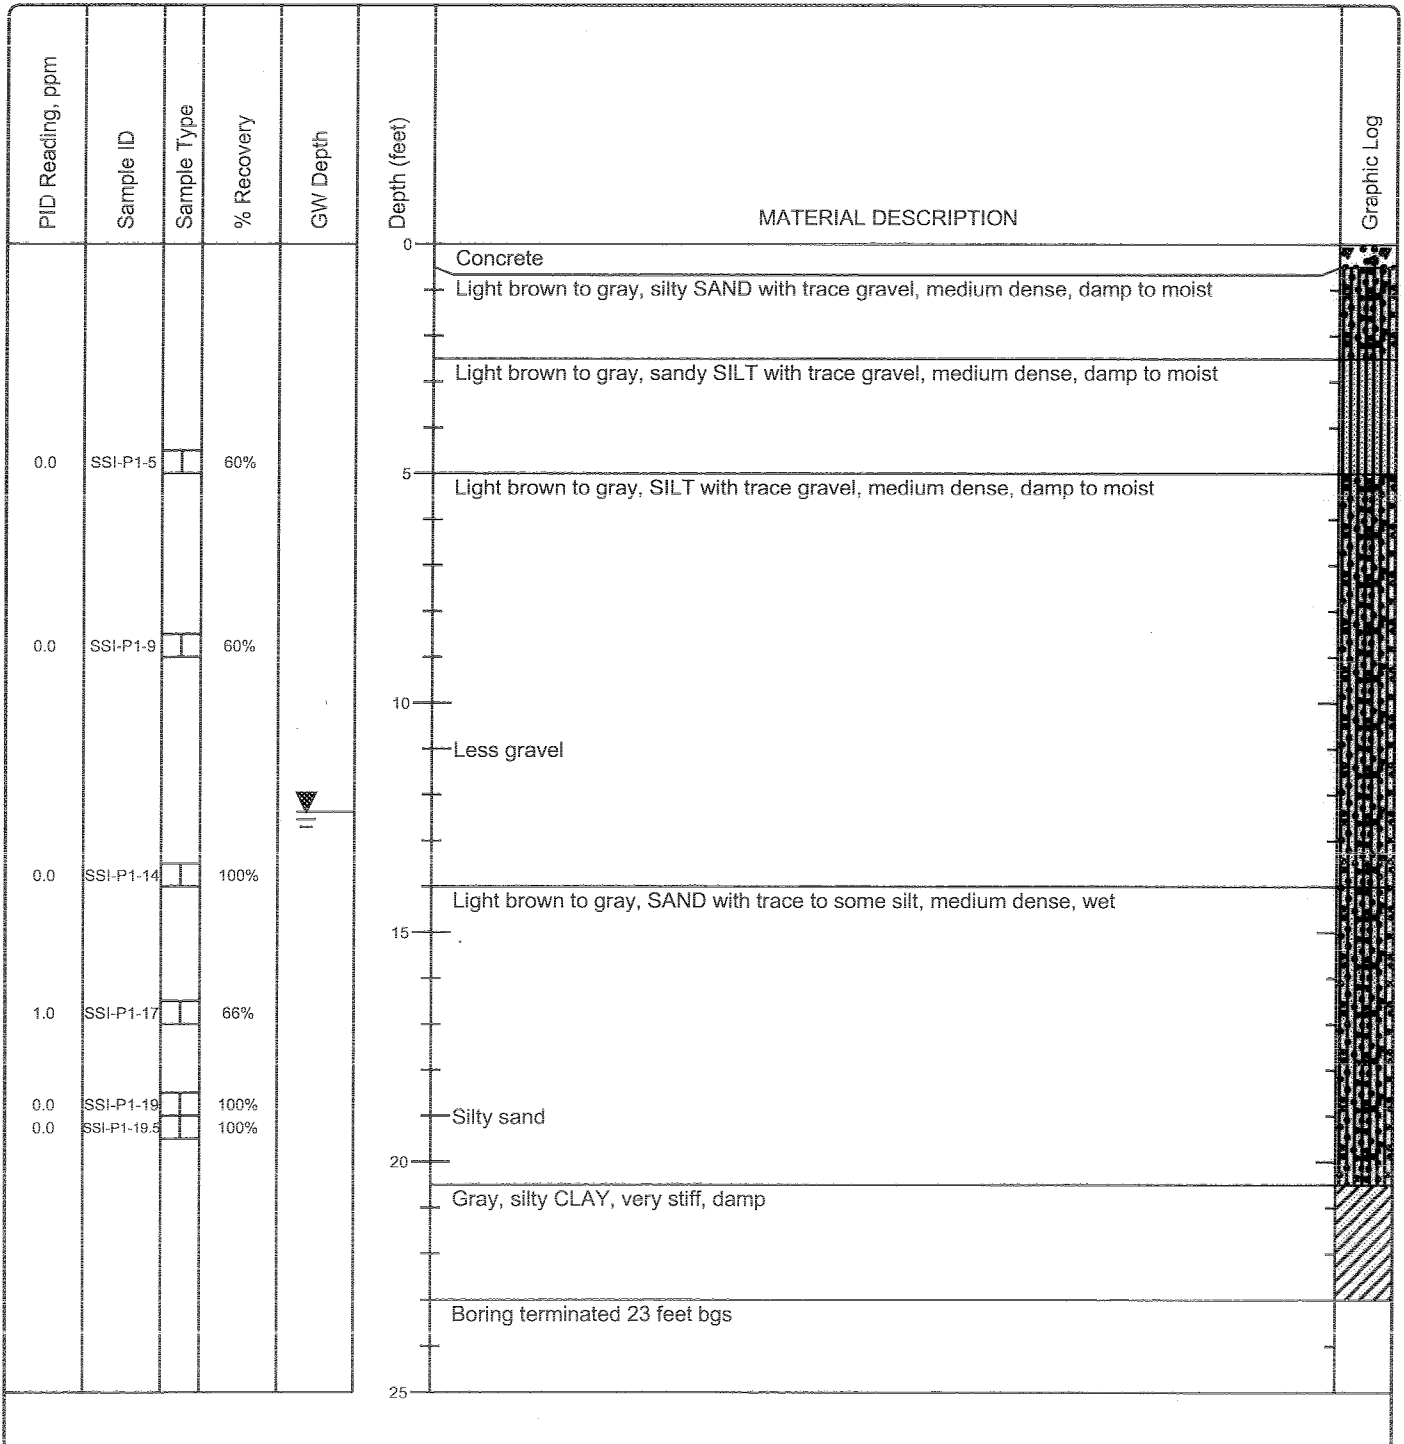 PID Reading, ppm
Sample ID
Sample Type
% Recovery
GW Depth
Depth (feet)
MATERIAL DESCRIPTION
Graphic Log
0
Concrete
Light brown to gray, silty SAND with trace gravel, medium dense, damp to moist
Light brown to gray, sandy SILT with trace gravel, medium dense, damp to moist
0.0 SSI-P1-5 60%
5
Light brown to gray, SILT with trace gravel, medium dense, damp to moist
0.0 SSI-P1-9 60%
10
Less gravel
0.0 SSI-P1-14 100%
Light brown to gray, SAND with trace to some silt, medium dense, wet
15
1.0 SSI-P1-17 66%
0.0 SSI-P1-19 100%
Silty sand
0.0 SSI-P1-19.5 100%
20
Gray, silty CLAY, very stiff, damp
Boring terminated 23 feet bgs
25